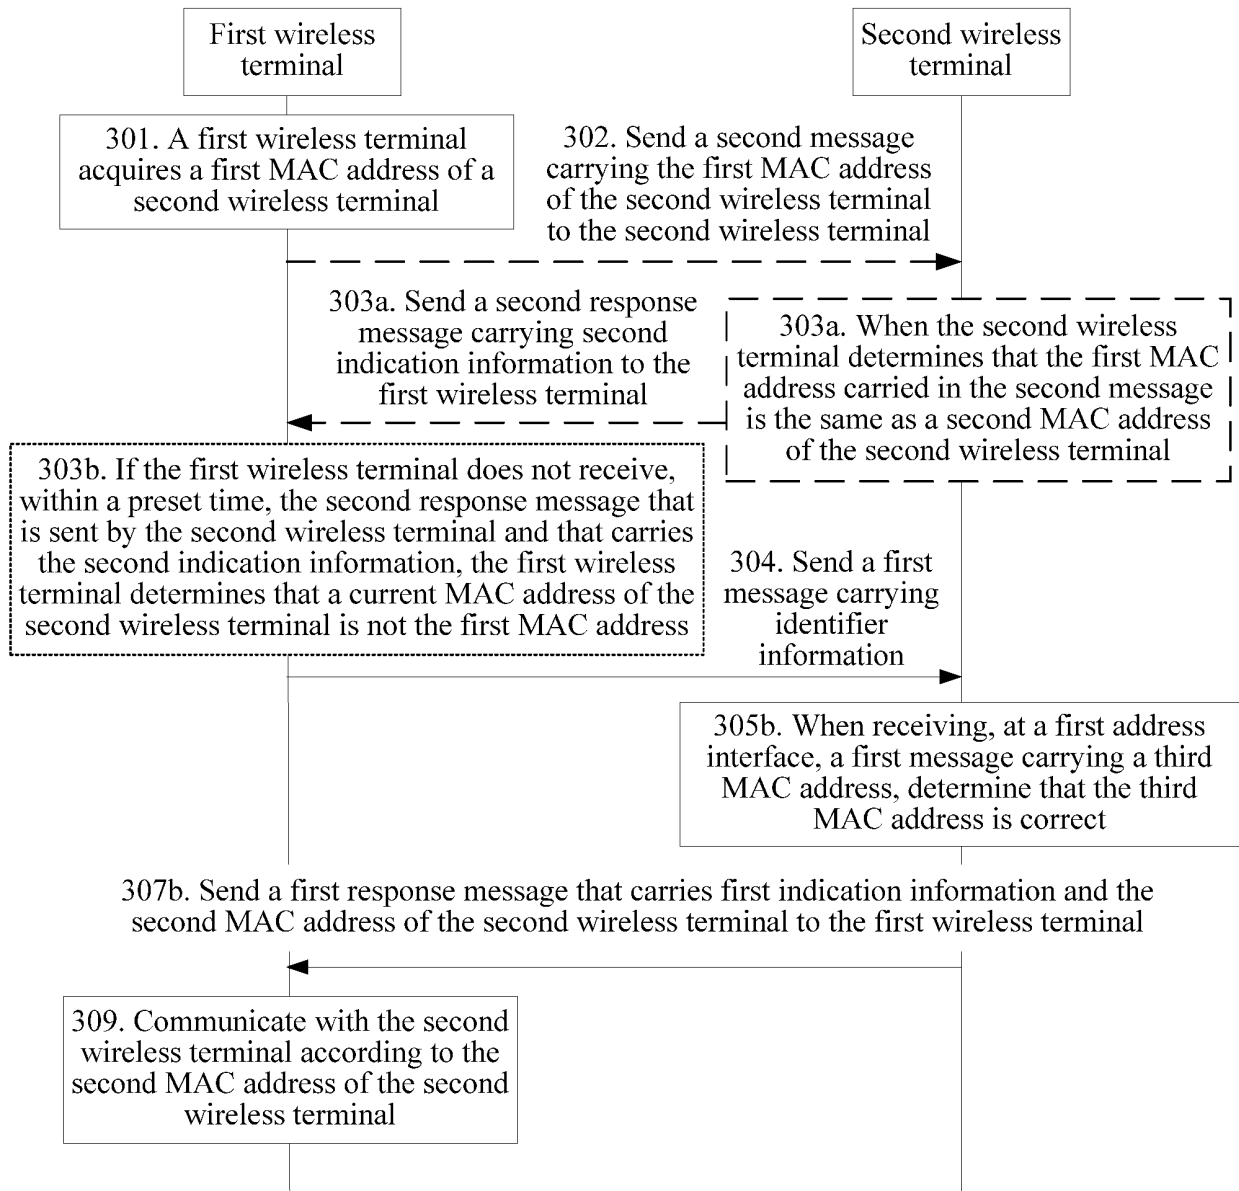 First wireless
terminal
Second wireless
terminal
301. A first wireless terminal
acquires a first MAC address of a
second wireless terminal
302. Send a second message
carrying the first MAC address
of the second wireless terminal
to the second wireless terminal
303a. Send a second response
message carrying second
indication information to the
first wireless terminal
303a. When the second wireless
terminal determines that the first MAC
address carried in the second message
is the same as a second MAC address
of the second wireless terminal
303b. If the first wireless terminal does not receive,
within a preset time, the second response message that
is sent by the second wireless terminal and that carries
the second indication information, the first wireless
terminal determines that a current MAC address of the
second wireless terminal is not the first MAC address
304. Send a first
message carrying
identifier
information
305b. When receiving, at a first address
interface, a first message carrying a third
MAC address, determine that the third
MAC address is correct
307b. Send a first response message that carries first indication information and the
second MAC address of the second wireless terminal to the first wireless terminal
309. Communicate with the second
wireless terminal according to the
second MAC address of the second
wireless terminal